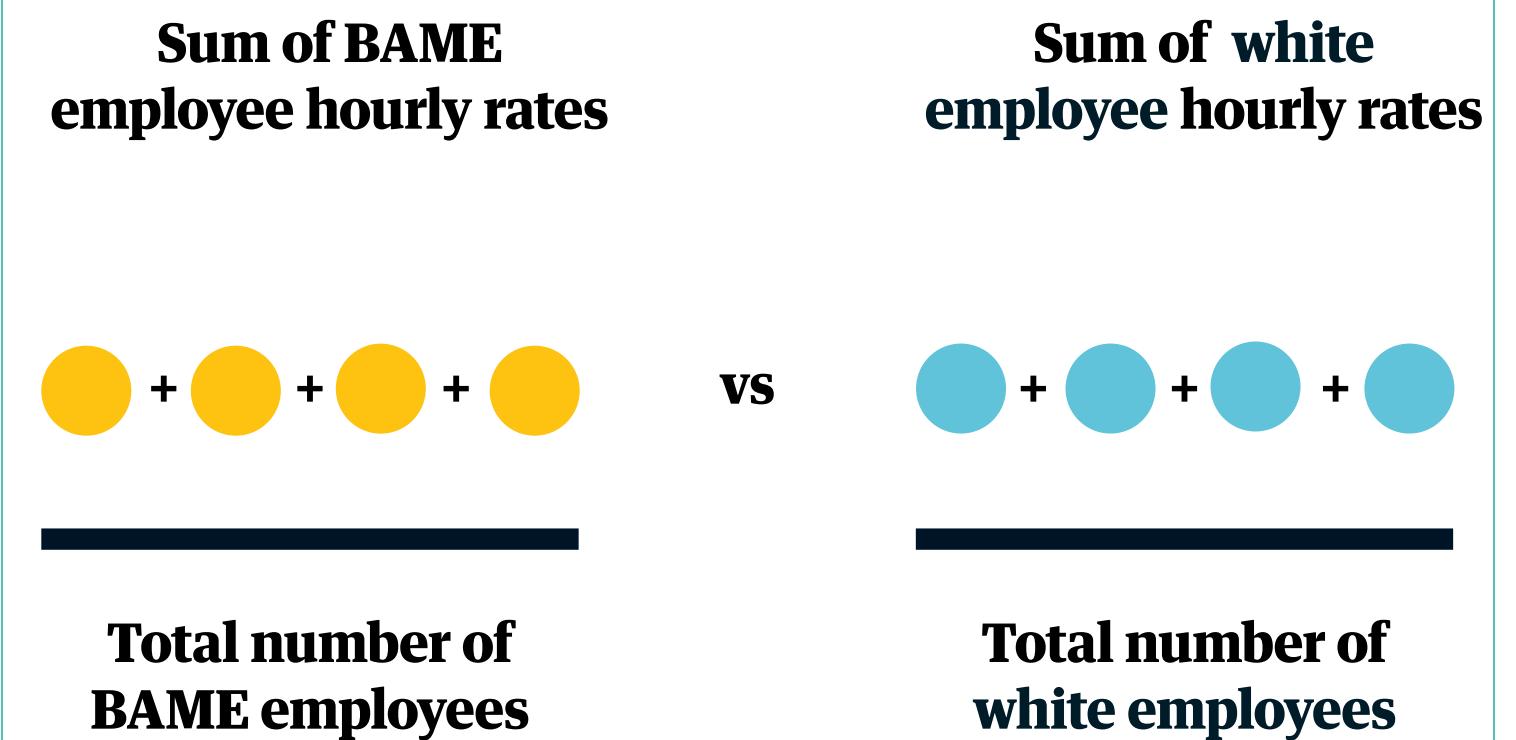 Sum of BAME
employee hourly rates
+ + +
Total number of
BAME employees
vs
Sum of white
employee hourly rates
+ + +
Total number of
white employees